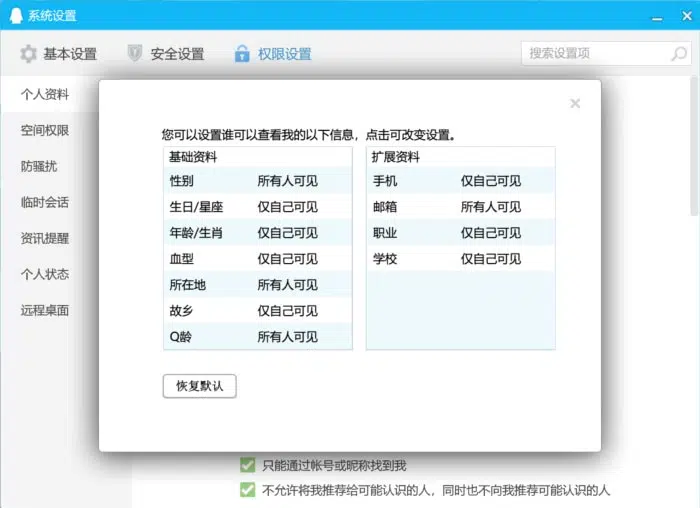 系统设置
基本设置 安全设置 权限设置 搜索设置项
个人资料
空间权限
防骚扰
临时会话
资讯提醒
个人状态
远程桌面
您可以设置谁可以查看我的以下信息，点击可改变设置。
基础资料
性别 所有人可见
生日/星座 仅自己可见
年龄/生肖 仅自己可见
血型 仅自己可见
所在地 所有人可见
故乡 仅自己可见
Q龄 所有人可见
扩展资料
手机 仅自己可见
邮箱 所有人可见
职业 仅自己可见
学校 仅自己可见
恢复默认
只能通过帐号或昵称找到我
不允许将我推荐给可能认识的人，同时也不向我推荐可能认识的人